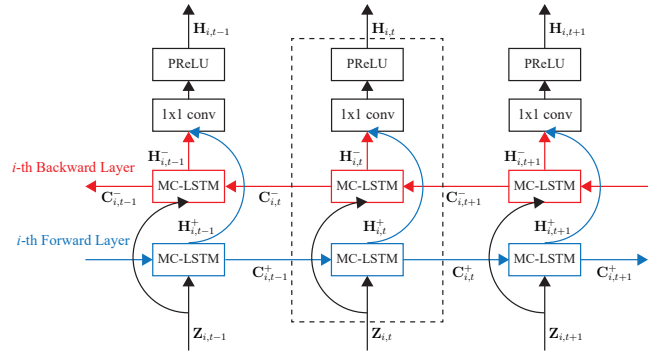 H_{i,t-1} H_{i,t} H_{i,t+1}
PReLU PReLU PReLU
1x1 conv 1x1 conv 1x1 conv
H^-_{i,t-1} H^-_{i,t} H^-_{i,t+1}
i-th Backward Layer
MC-LSTM MC-LSTM MC-LSTM
C^-_{i,t-1} C^-_{i,t} C^-_{i,t+1}
H^+_{i,t-1} H^+_{i,t} H^+_{i,t+1}
i-th Forward Layer
MC-LSTM MC-LSTM MC-LSTM
C^+_{i,t-1} C^+_{i,t} C^+_{i,t+1}
Z_{i,t-1} Z_{i,t} Z_{i,t+1}